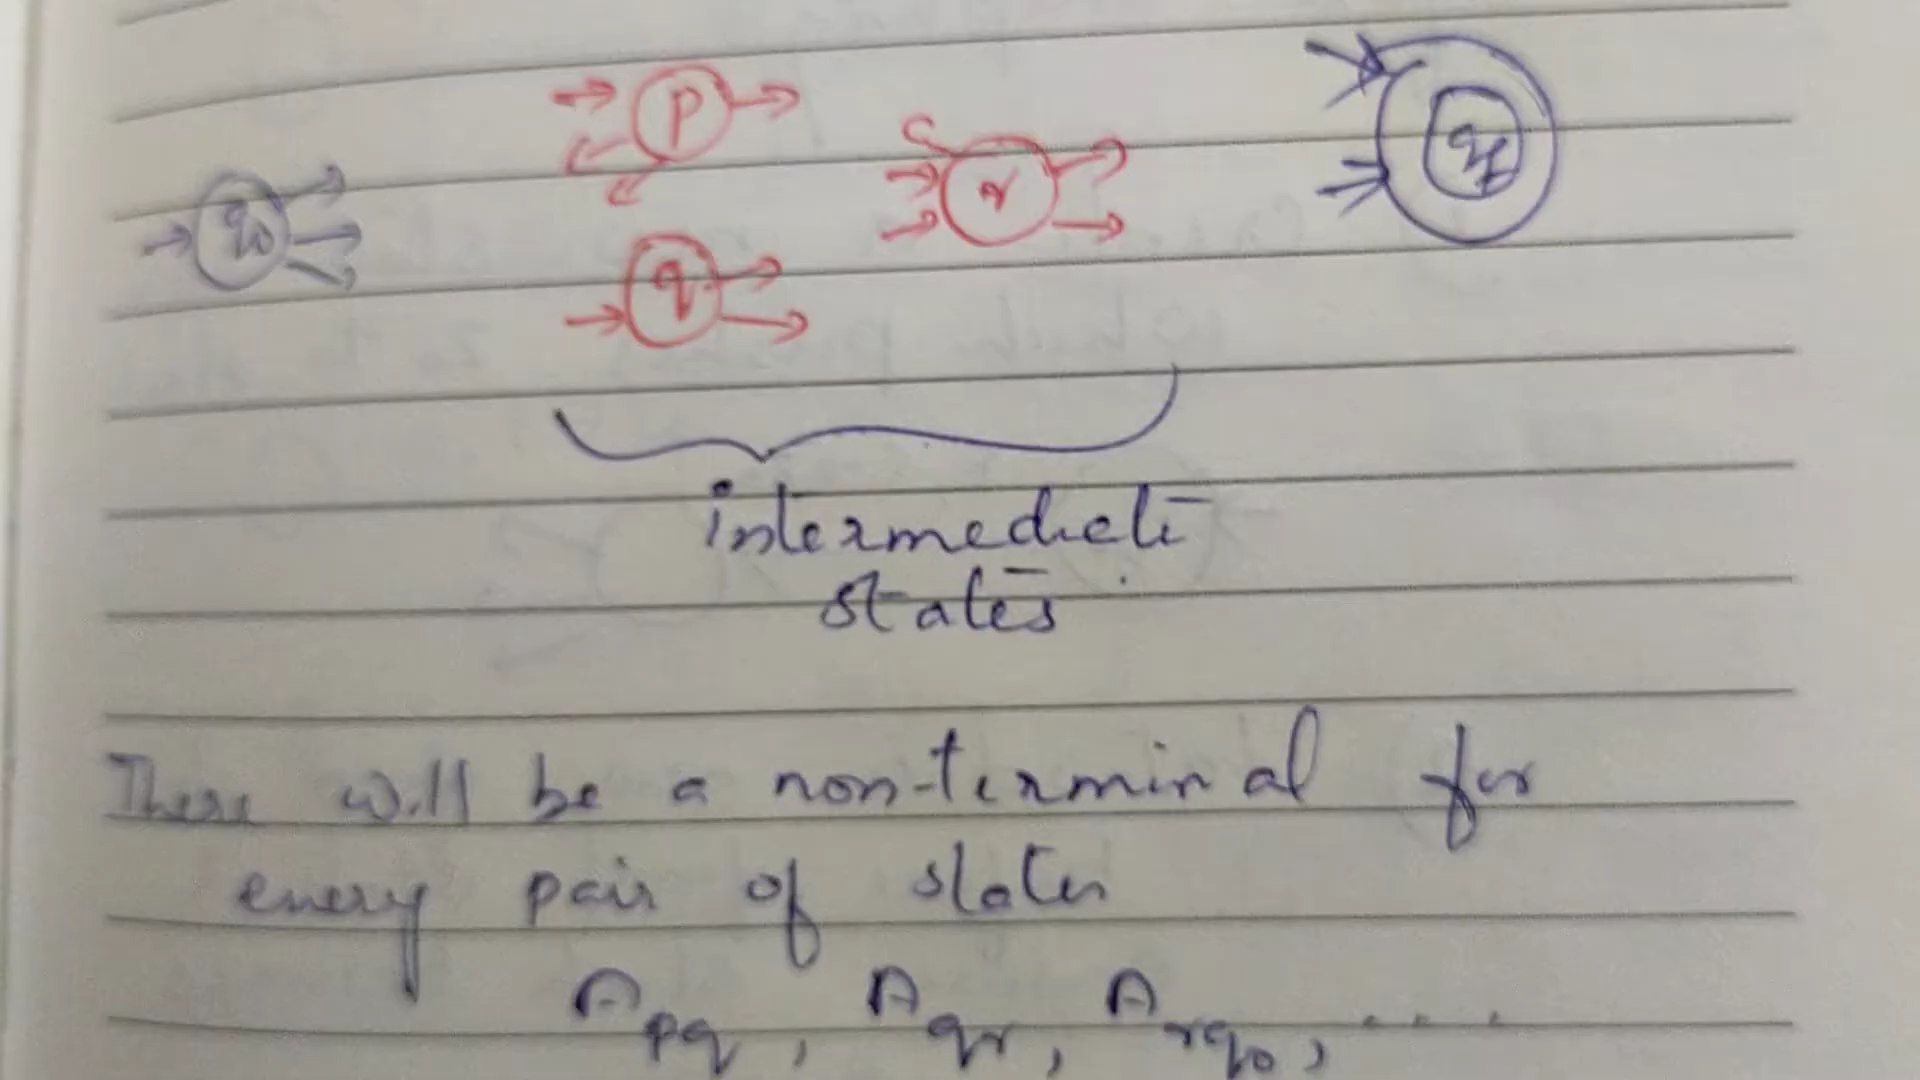 p
q0
r
qf
q
intermediate
states
There will be a non-terminal for
every pair of states
Apq, Aqr, Arq0, ....